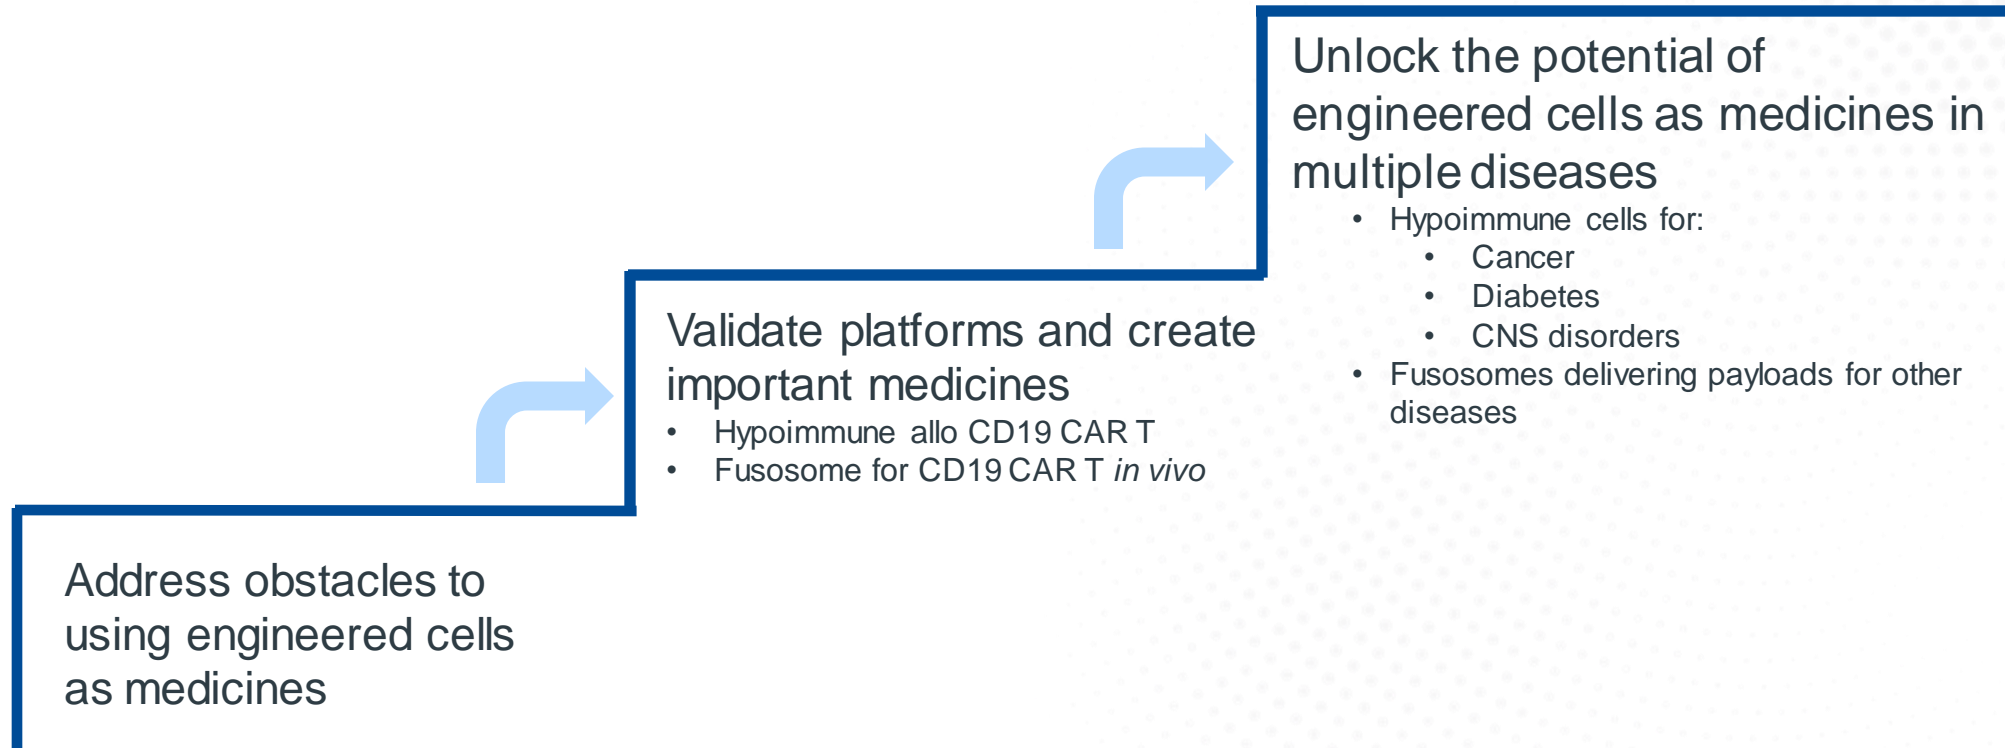 Unlock the potential of
engineered cells as medicines in
multiple diseases
• Hypoimmune cells for:
• Cancer
• Diabetes
• CNS disorders
• Fusosomes delivering payloads for other
diseases
Validate platforms and create
important medicines
• Hypoimmune allo CD19 CAR T
• Fusosome for CD19 CAR T in vivo
Address obstacles to
using engineered cells
as medicines